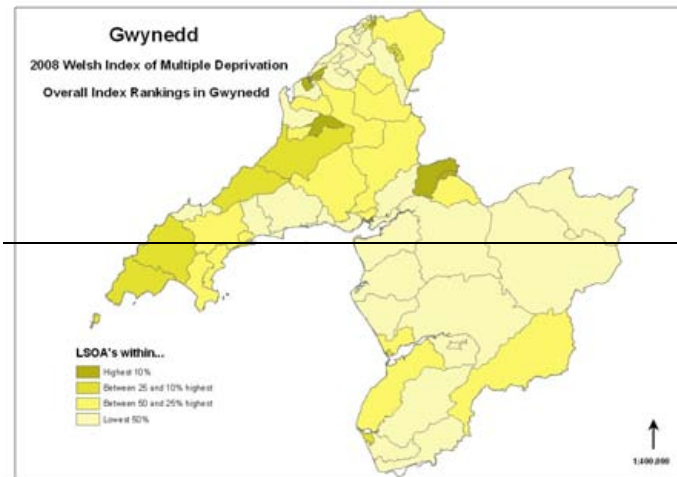 Gwynedd
2008 Welsh Index of Multiple Deprivation
Overall Index Rankings in Gwynedd
LSOA's within...
Highest 10%
Between 25 and 10% highest
Between 50 and 25% highest
Lowest 50%
1:400,000